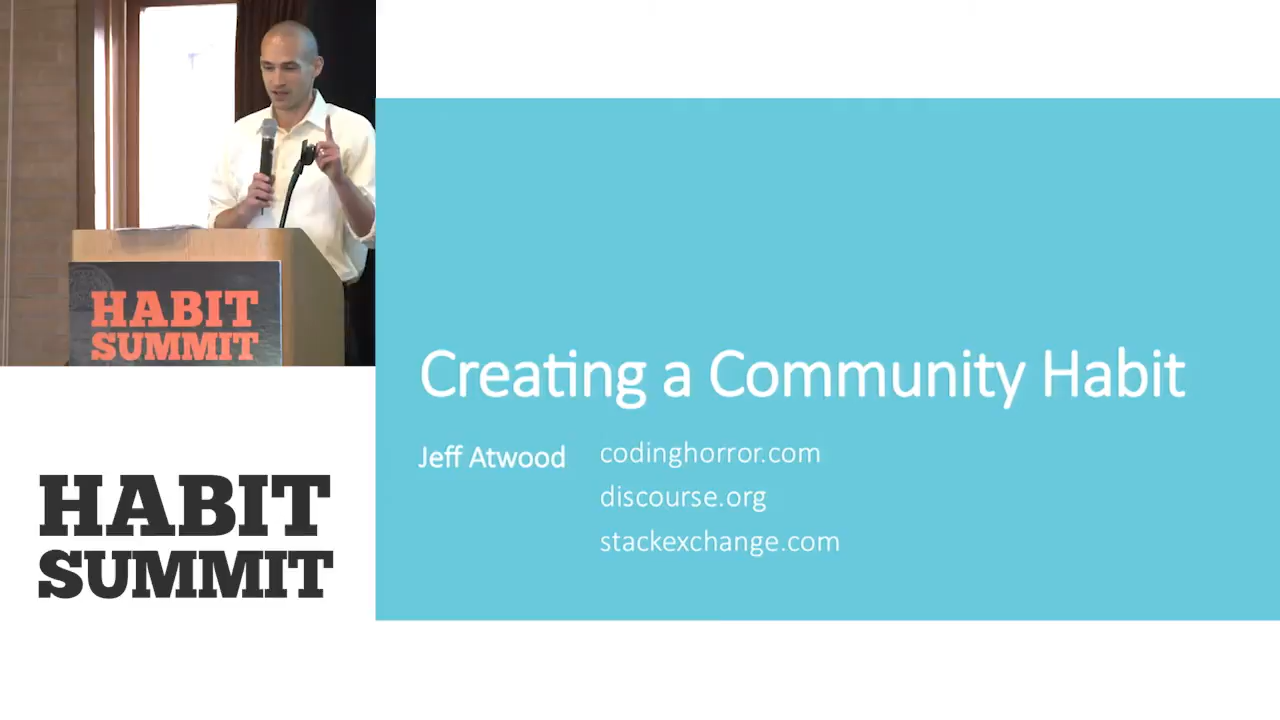 HABIT
SUMMIT
HABIT
SUMMIT
Creating a Community Habit
Jeff Atwood
codinghorror.com
discourse.org
stackexchange.com